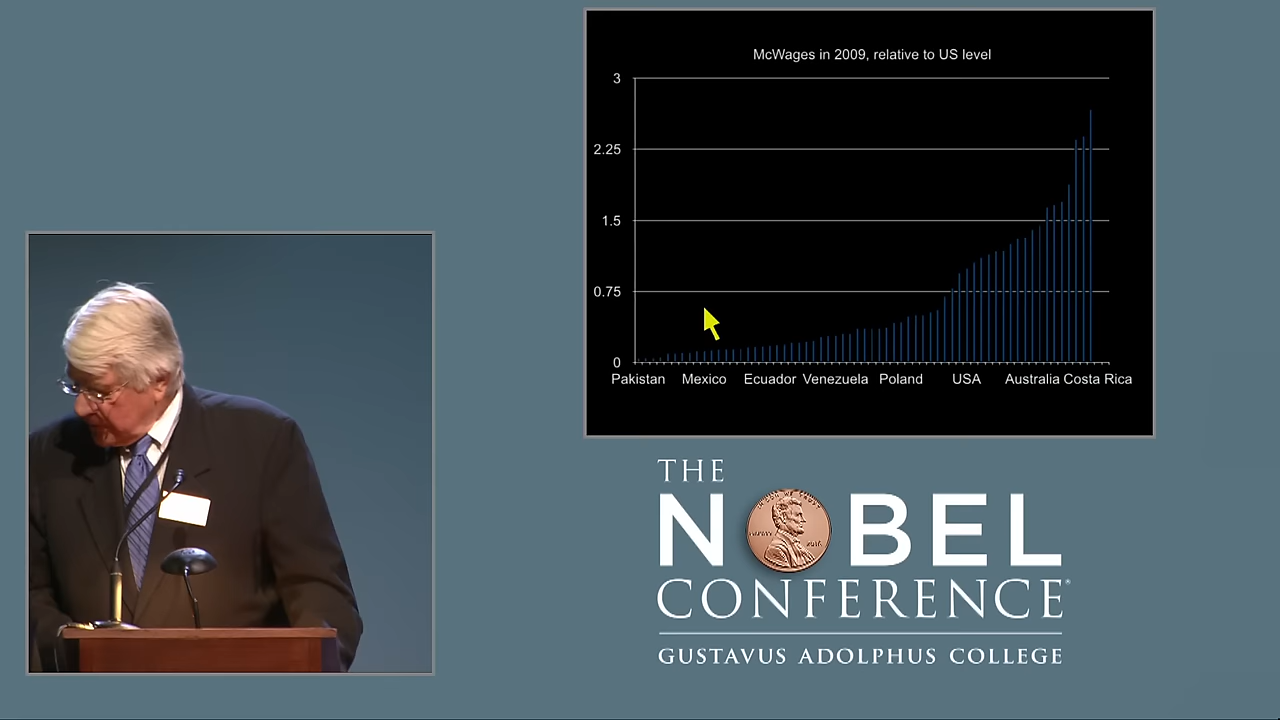 McWages in 2009, relative to US level
3
2.25
1.5
0.75
0
Pakistan Mexico Ecuador Venezuela Poland USA Australia Costa Rica
THE
NOBEL
CONFERENCE®
GUSTAVUS ADOLPHUS COLLEGE